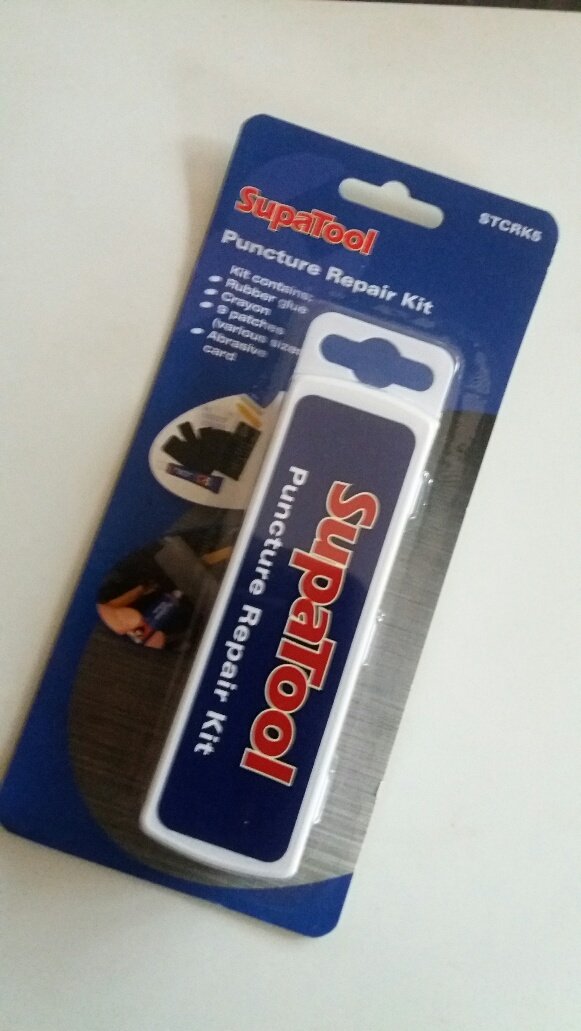 SupaTool
STCRK5
Puncture Repair Kit
Kit contains:
Rubber glue
Crayon
8 patches
(various sizes
Abrasive
card
SupaTool
Puncture Repair Kit